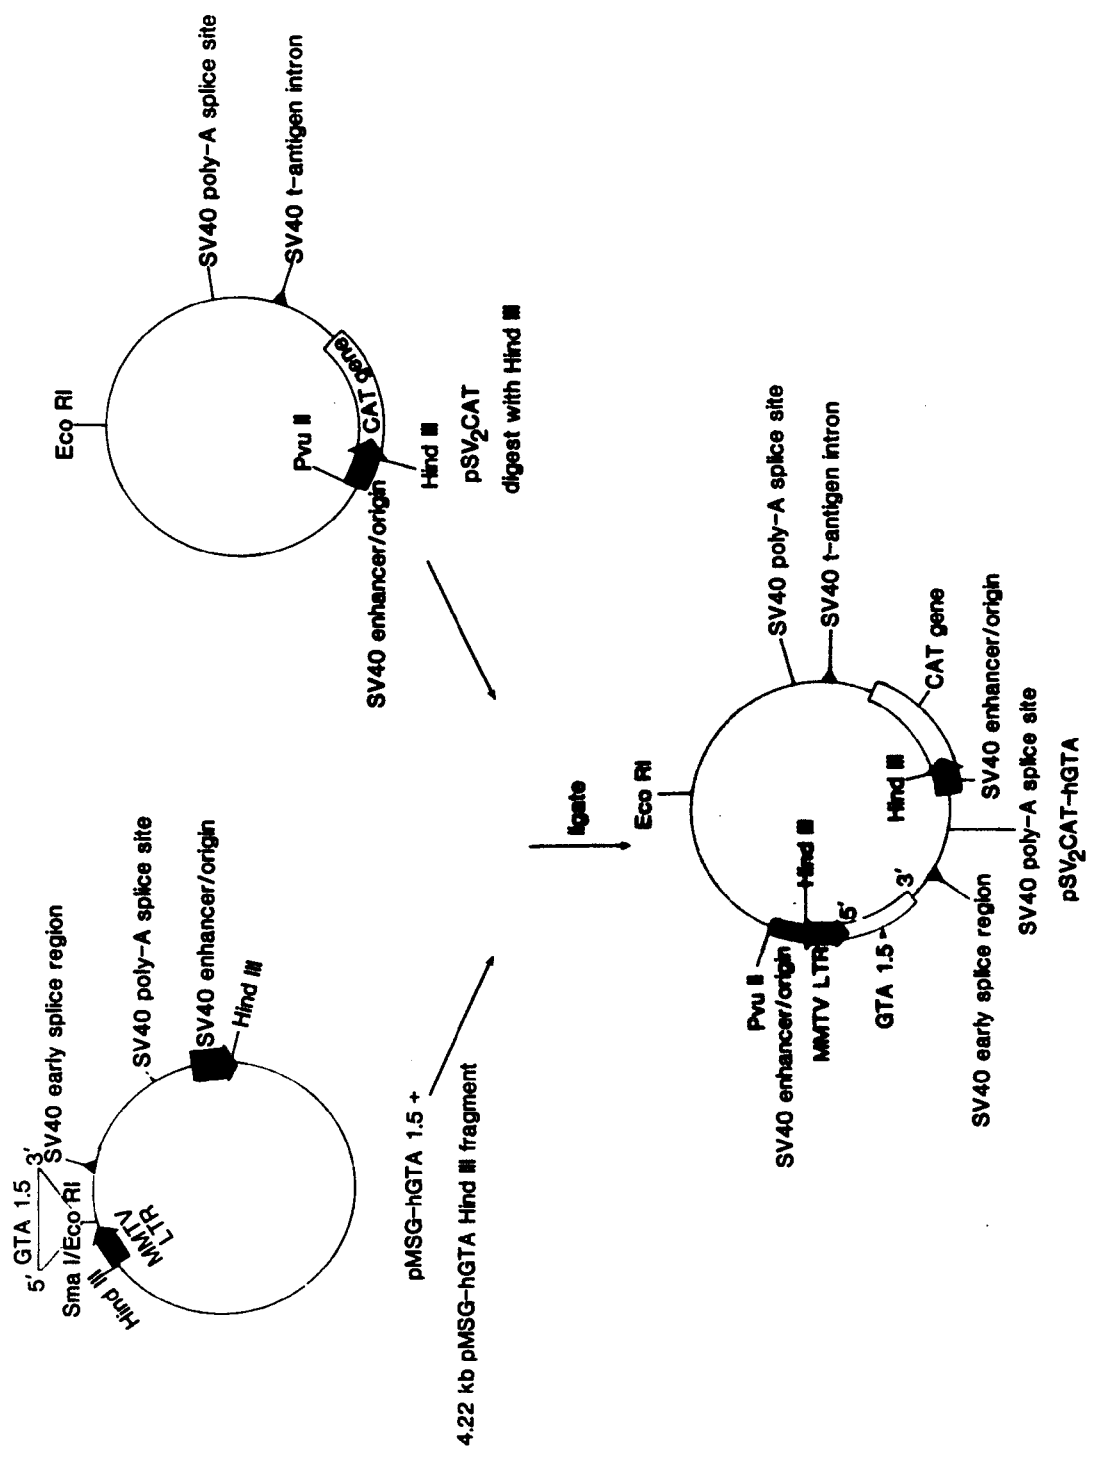 5′ GTA 1.5 3′
Sma I/Eco RI
SV40 early splice region
SV40 poly-A splice site
SV40 enhancer/origin
Hind III
Hind III
MMTV
LTR
pMSG-hGTA 1.5 +
4.22 kb pMSG-hGTA Hind III fragment
Eco RI
SV40 poly-A splice site
SV40 t-antigen intron
CAT gene
Pvu II
Hind III
SV40 enhancer/origin
pSV2CAT
digest with Hind III
ligate
Eco RI
SV40 poly-A splice site
SV40 t-antigen intron
CAT gene
Hind III
SV40 enhancer/origin
SV40 poly-A splice site
pSV2CAT-hGTA
Hind III
Pvu II
SV40 enhancer/origin
MMTV LTR
5′
3′
GTA 1.5
SV40 early splice region